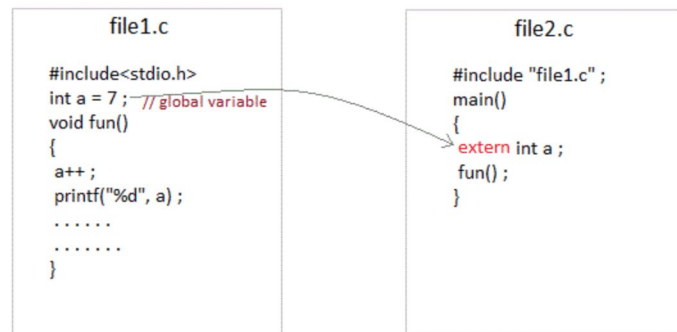 file1.c
#include<stdio.h>
int a = 7 ; // global variable
void fun()
{
a++ ;
printf("%d", a) ;
. . . . . .
. . . . . . .
}
file2.c
#include "file1.c" ;
main()
{
extern int a ;
fun() ;
}